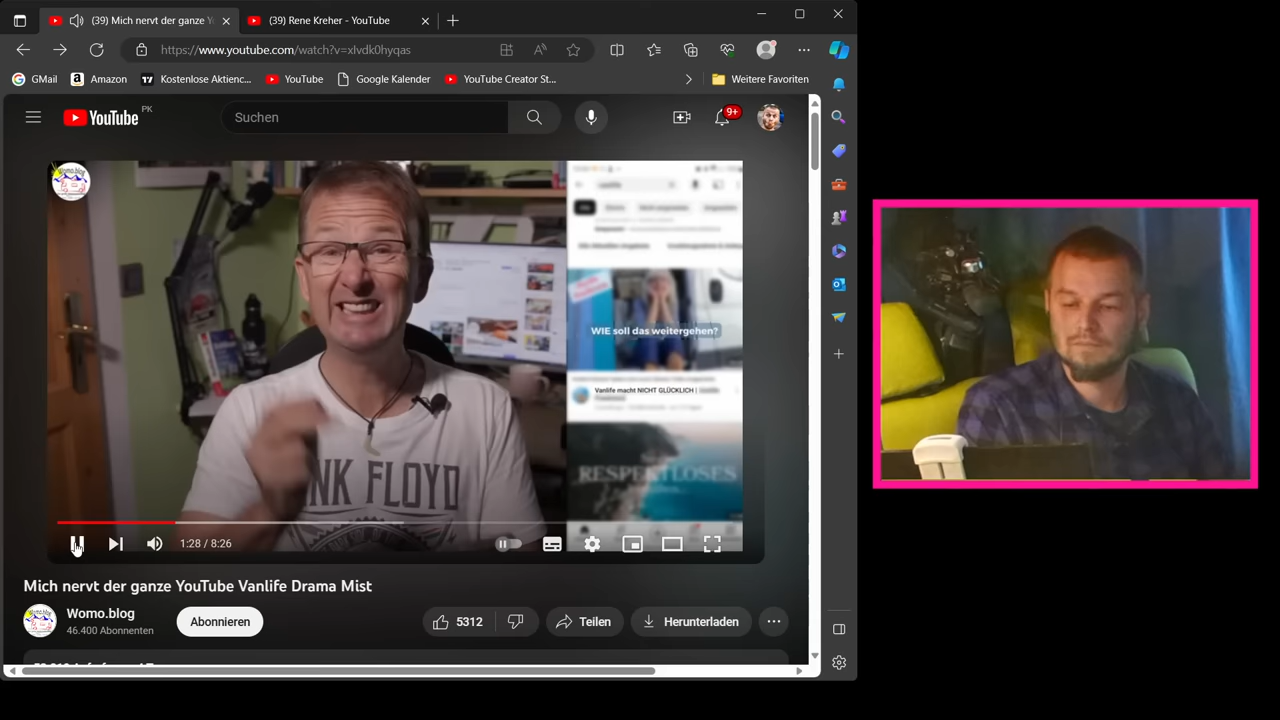 (39) Mich nervt der ganze Y
(39) Rene Kreher - YouTube
https://www.youtube.com/watch?v=xlvdk0hyqas
GMail
Amazon
Kostenlose Aktienc...
YouTube
Google Kalender
YouTube Creator St...
Weitere Favoriten
YouTube PK
Suchen
9+
Womo.blog
WIE soll das weitergehen?
Vanlife macht NICHT GLÜCKLICH |
RESPEKTLOSES
NK FLOYD
1:28 / 8:26
Mich nervt der ganze YouTube Vanlife Drama Mist
Womo.blog
46.400 Abonnenten
Abonnieren
5312
Teilen
Herunterladen